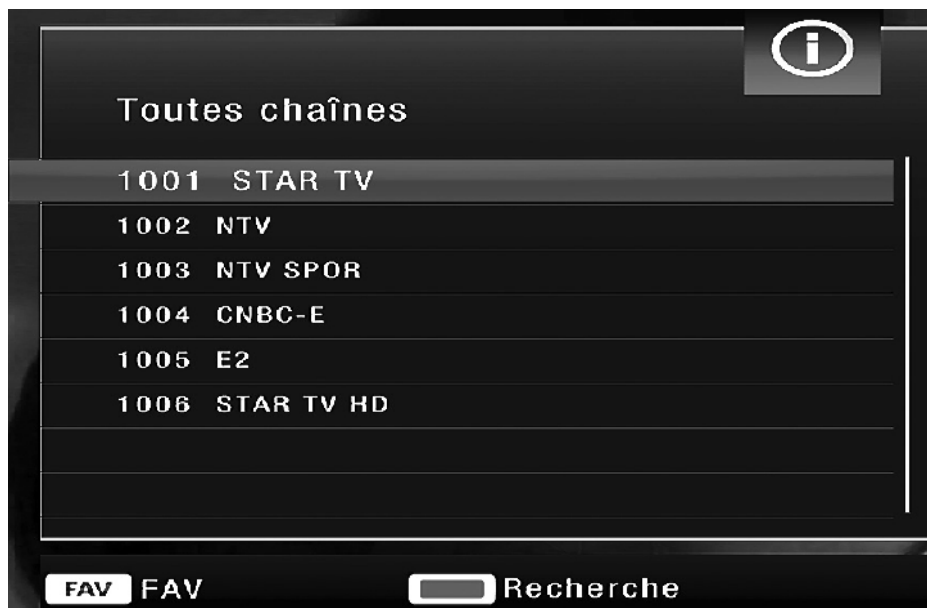 Toutes chaînes
1001 STAR TV
1002 NTV
1003 NTV SPOR
1004 CNBC-E
1005 E2
1006 STAR TV HD
FAV FAV Recherche